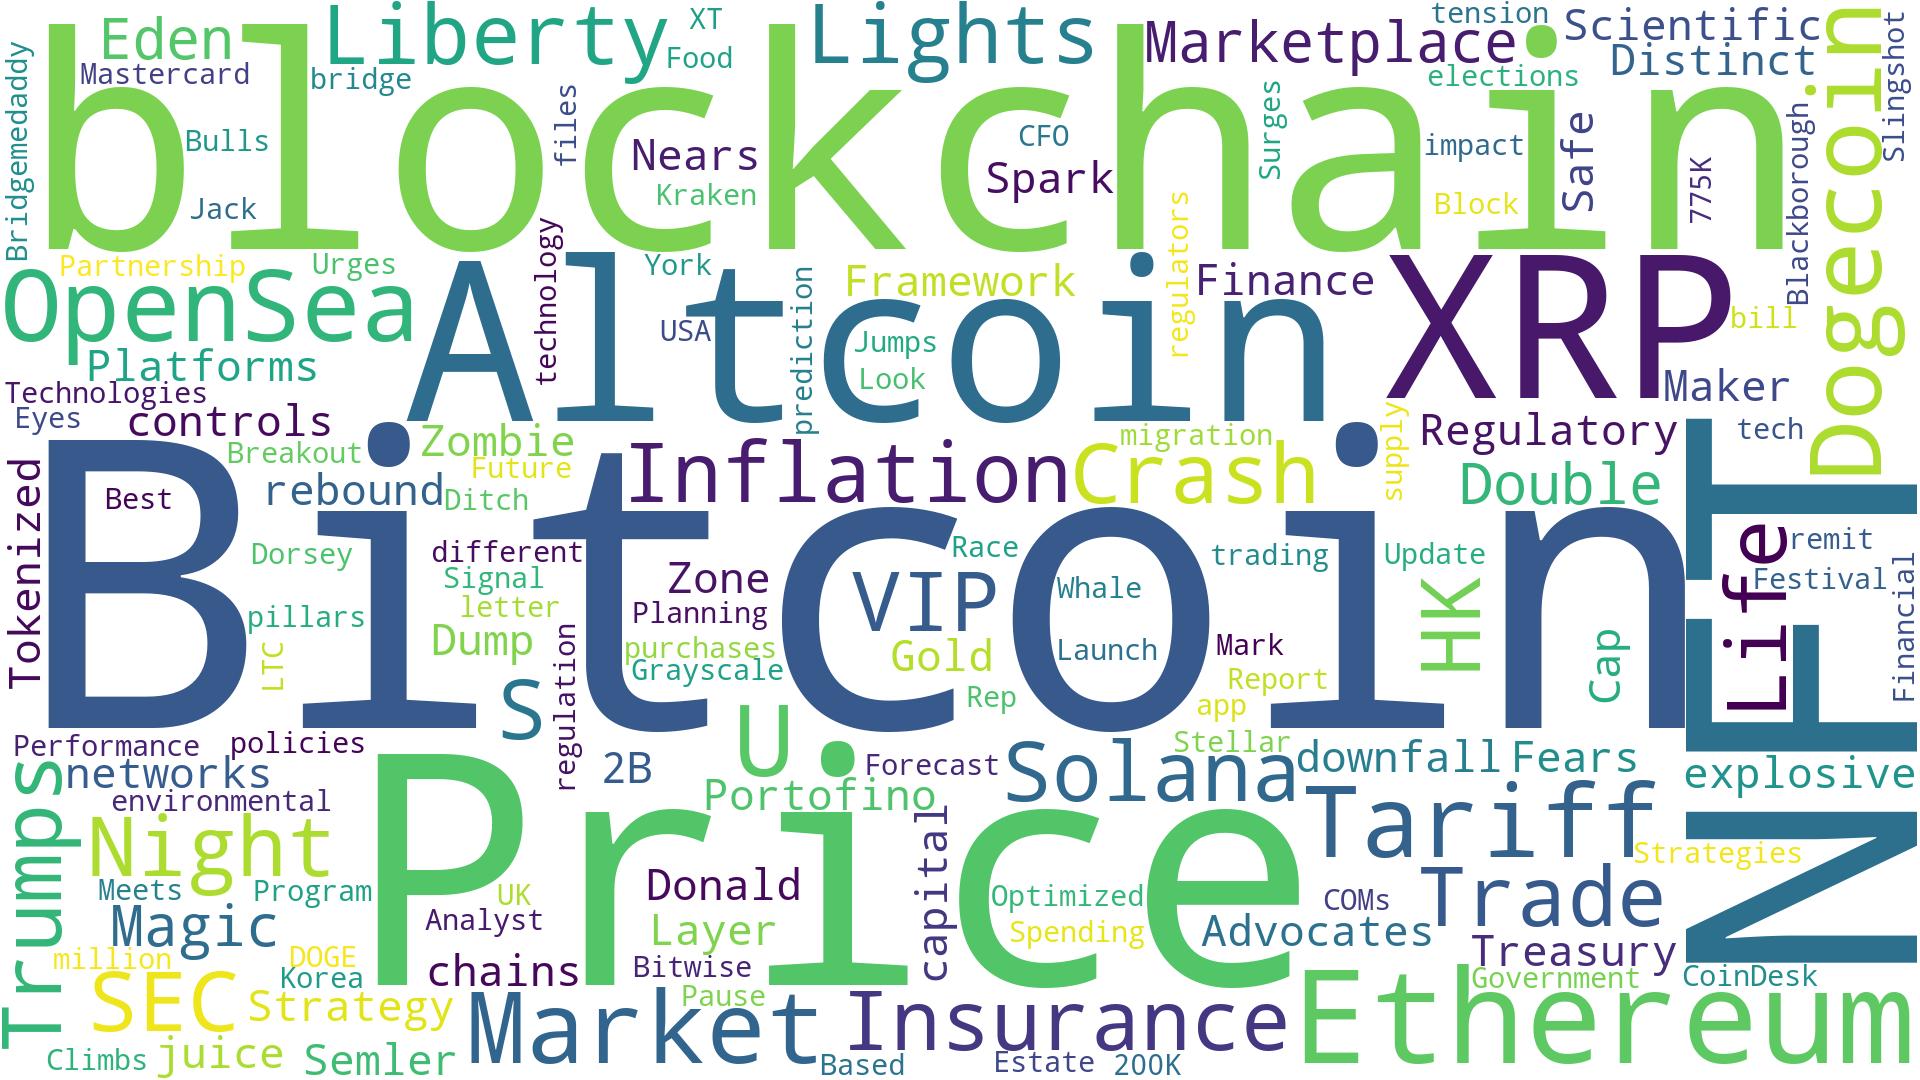 Eden
Liberty
XT
Food
Lights
Marketplace
tension
Scientific
Distinct
elections
Mastercard
bridge
Bridgemedaddy
blockchain
Dogecoin
Slingshot
Bulls
Jack
files
Nears
Kraken
CFO
Spark
Surges
impact
Block
Safe
775K
Blackborough
regulators
Partnership
Urges
OpenSea
Platforms
Altcoin
technology
York
USA
prediction
Framework
Jumps
Look
Finance
XRP
bill
Maker
Technologies
Eyes
controls
Breakout
Zombie
Future
rebound
Ditch
Inflation
Crash
migration
supply
Regulatory
Double
tech
Tokenized
Best
Bitcoin
NFT
Life
remit
Festival
Financial
Dorsey
different
Signal
letter
pillars
LTC
Dump
S
regulation
Zone
Planning
purchases
Grayscale
VIP
Gold
Race
Whale
Launch
Rep
trading
Mark
Report
app
Stellar
Update
HK
Cap
Performance
policies
networks
environmental
Trumps
2B
U.
Portofino
Forecast
Solana
downfall
Fears
explosive
Night
Meets
Program
Magic
million
DOGE
Korea
Price
UK
Analyst
chains
Donald
Layer
Bitwise
Pause
capital
Optimized
Spending
Tariff
Strategies
COMs
Trade
Advocates
Treasury
Government
CoinDesk
SEC
Strategy
Climbs
juice
Semler
Market
Based
Insurance
Estate
200K
Ethereum